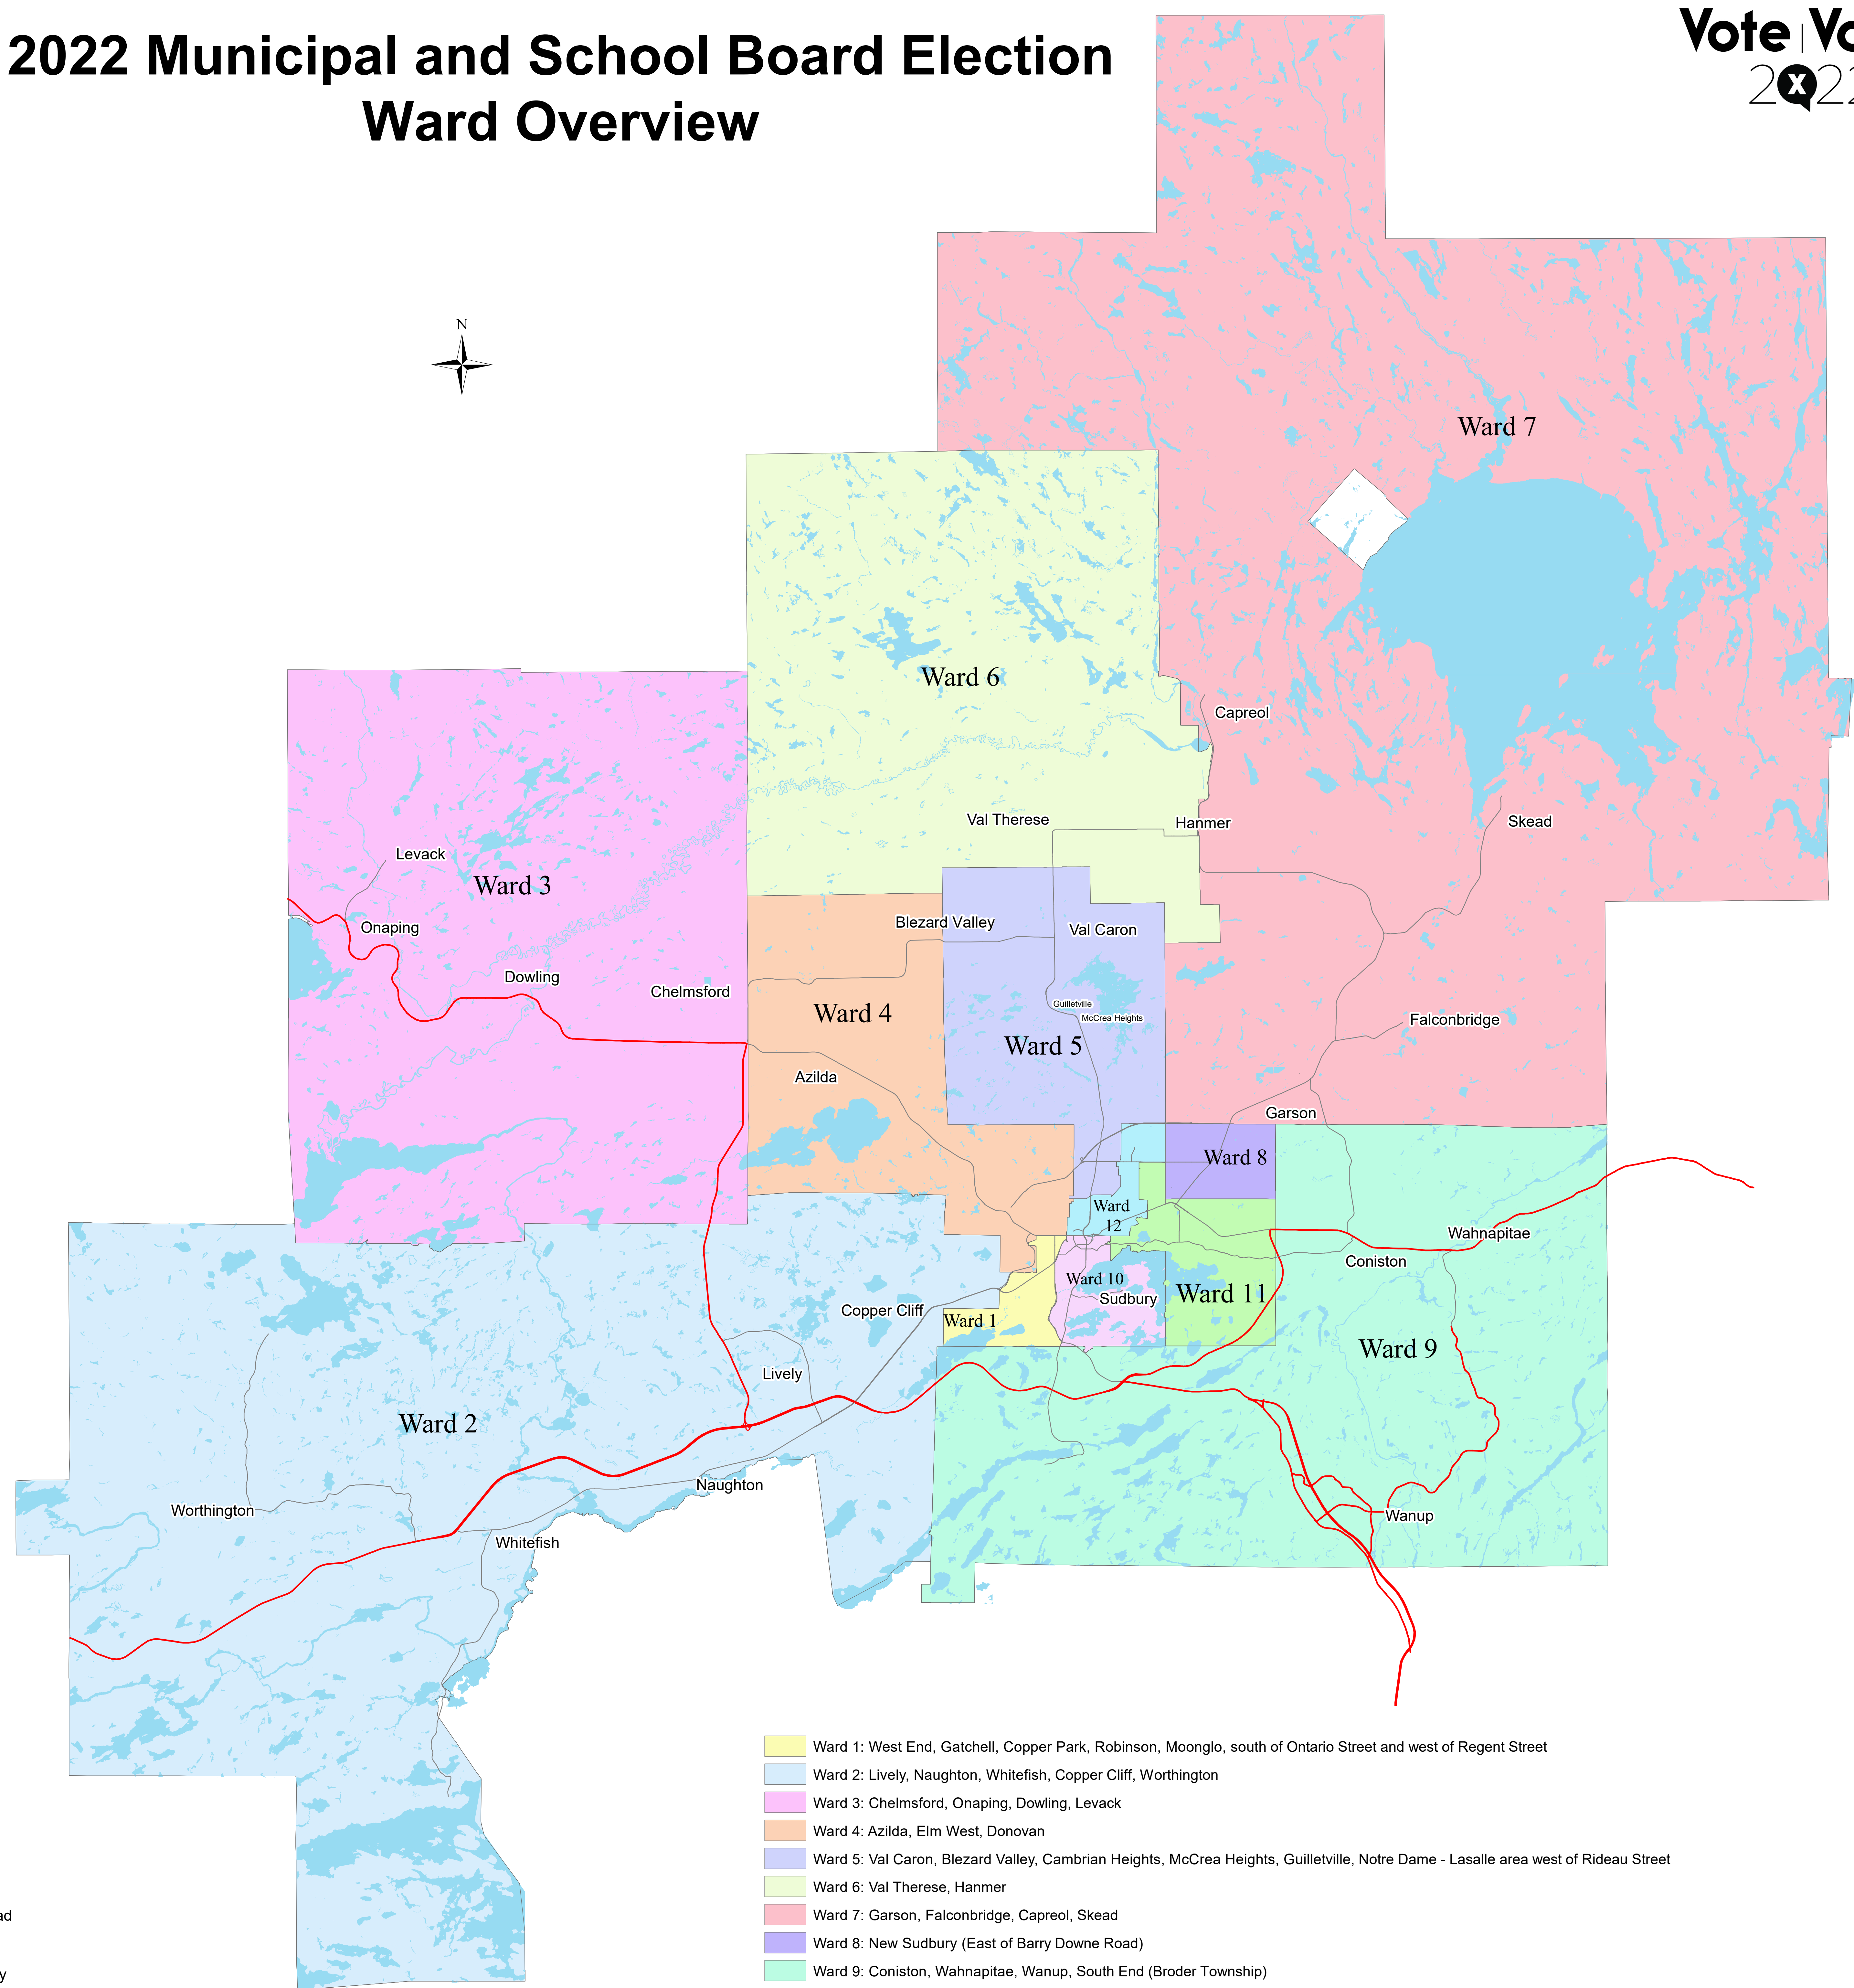 2022 Municipal and School Board Election
Ward Overview
Vote | Vo
2022
N
Ward 7
Ward 6
Capreol
Val Therese
Hanmer
Skead
Levack
Ward 3
Onaping
Blezard Valley
Val Caron
Dowling
Chelmsford
Guilletville
Ward 4
McCrea Heights
Falconbridge
Ward 5
Azilda
Garson
Ward 8
Ward
12
Wahnapitae
Coniston
Ward 10
Sudbury
Ward 11
Copper Cliff
Ward 1
Ward 9
Lively
Ward 2
Naughton
Worthington
Wanup
Whitefish
Ward 1: West End, Gatchell, Copper Park, Robinson, Moonglo, south of Ontario Street and west of Regent Street
Ward 2: Lively, Naughton, Whitefish, Copper Cliff, Worthington
Ward 3: Chelmsford, Onaping, Dowling, Levack
Ward 4: Azilda, Elm West, Donovan
Ward 5: Val Caron, Blezard Valley, Cambrian Heights, McCrea Heights, Guilletville, Notre Dame - Lasalle area west of Rideau Street
Ward 6: Val Therese, Hanmer
Ward 7: Garson, Falconbridge, Capreol, Skead
Ward 8: New Sudbury (East of Barry Downe Road)
Ward 9: Coniston, Wahnapitae, Wanup, South End (Broder Township)
ad
y